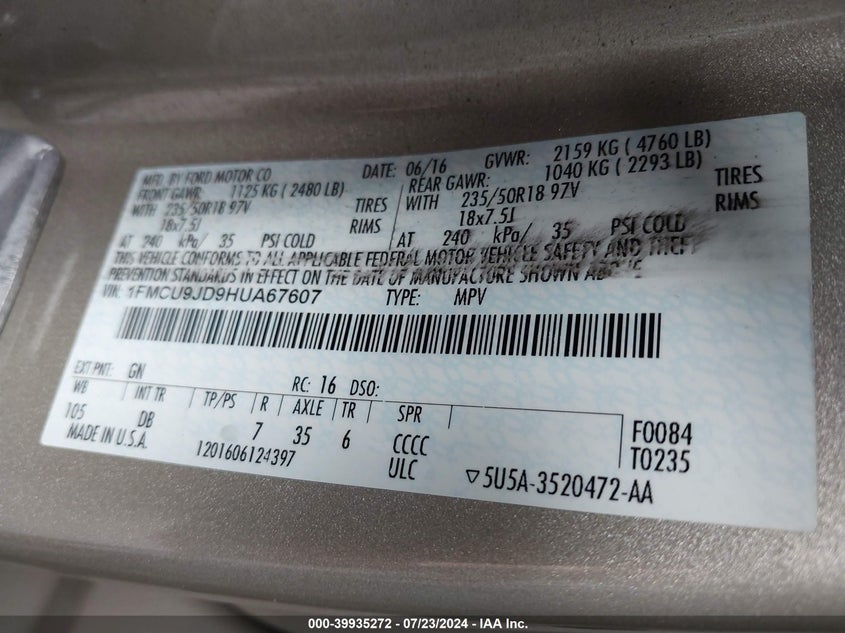 MFD. BY FORD MOTOR CO DATE: 06/16 GVWR: 2159 KG ( 4760 LB)
FRONT GAWR: 1125 KG ( 2480 LB) REAR GAWR: 1040 KG ( 2293 LB)
WITH 235/50R18 97V TIRES WITH 235/50R18 97V TIRES
18x7.5J RIMS 18x7.5J RIMS
AT 240 kPa/ 35 PSI COLD AT 240 kPa/ 35 PSI COLD
THIS VEHICLE CONFORMS TO ALL APPLICABLE FEDERAL MOTOR VEHICLE SAFETY AND THEFT
PREVENTION STANDARDS IN EFFECT ON THE DATE OF MANUFACTURE SHOWN ABOVE
VIN: 1FMCU9JD9HUA67607 TYPE: MPV
EXT PNT: GN RC: 16 DSO:
WB INT TR TP/PS R AXLE TR SPR
105 DB 7 35 6 CCCC F0084
MADE IN U.S.A. 1201606124397 ULC T0235
▽5U5A-3520472-AA
000-39935272 - 07/23/2024 - IAA Inc.